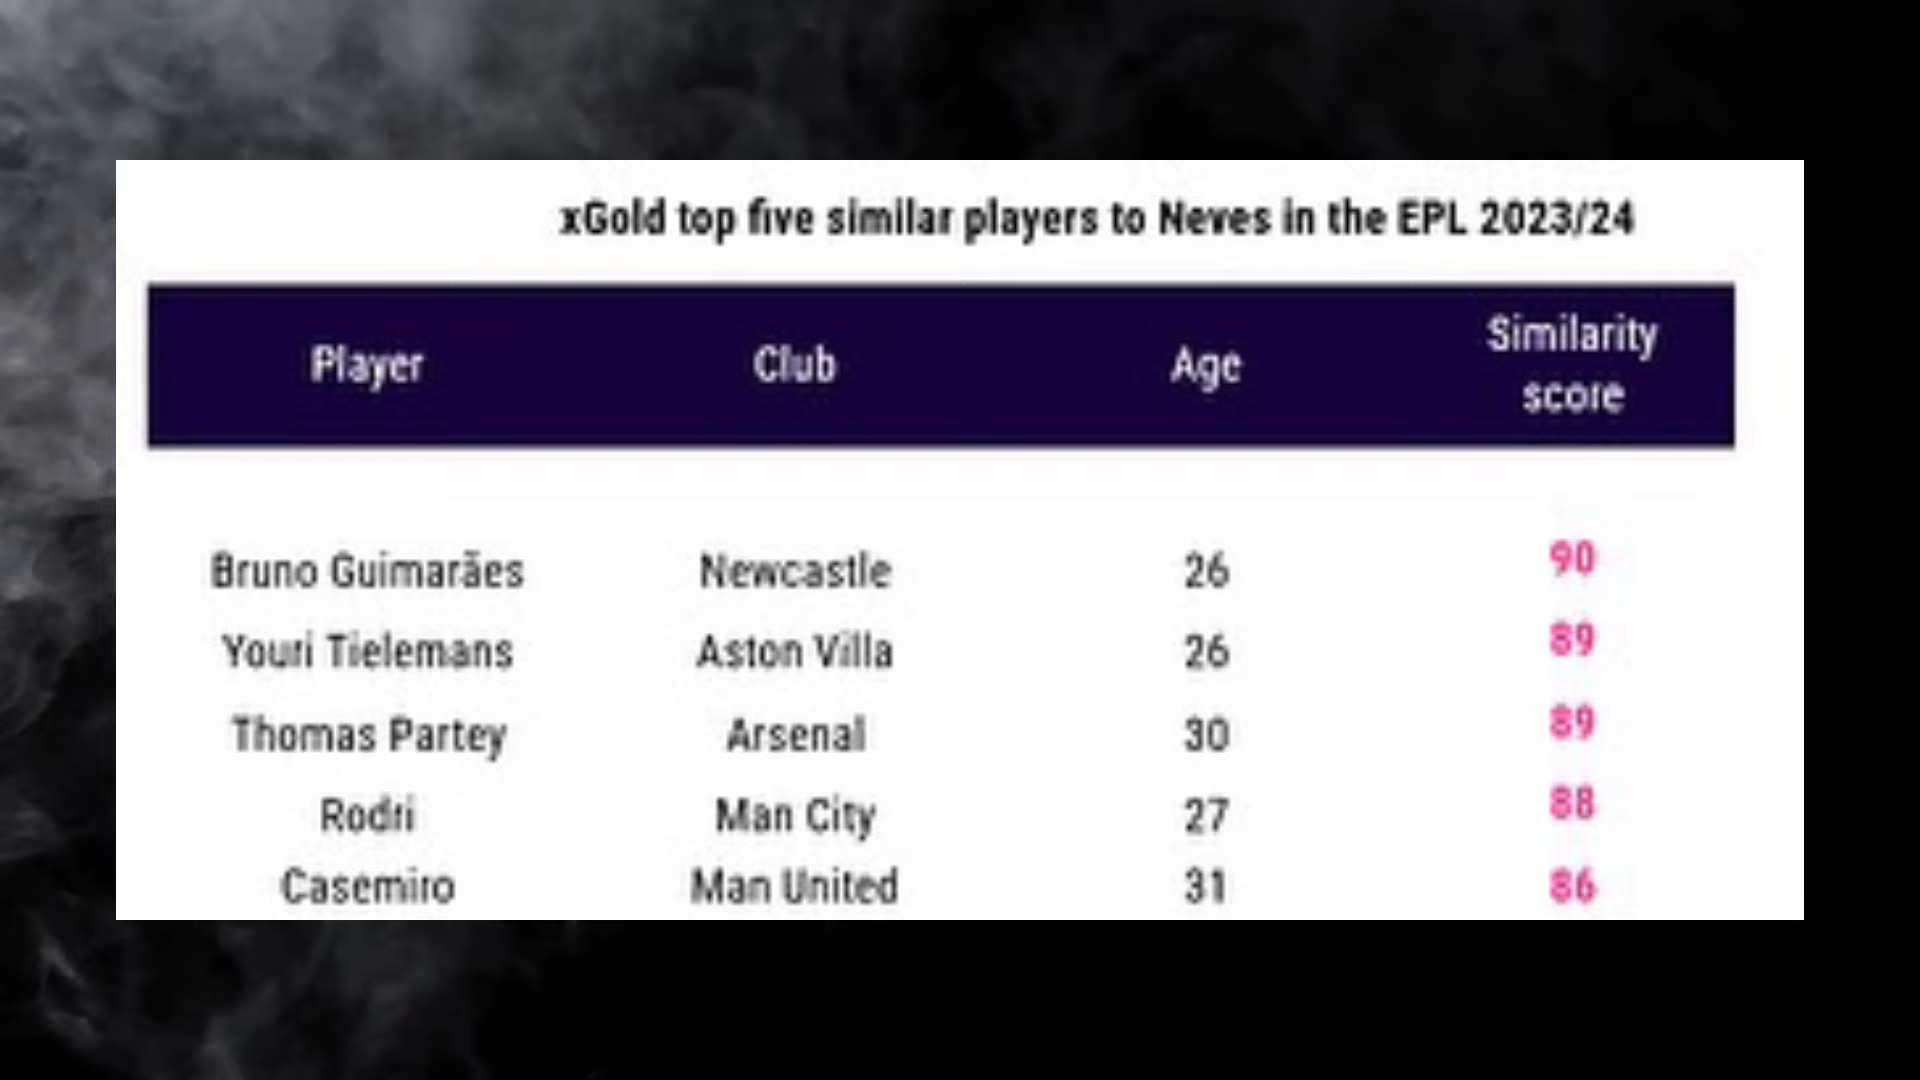 xGold top five similar players to Neves in the EPL 2023/24
Player Club Age Similarity score
Bruno Guimarães Newcastle 26 90
Youri Tielemans Aston Villa 26 89
Thomas Partey Arsenal 30 89
Rodri Man City 27 88
Casemiro Man United 31 86